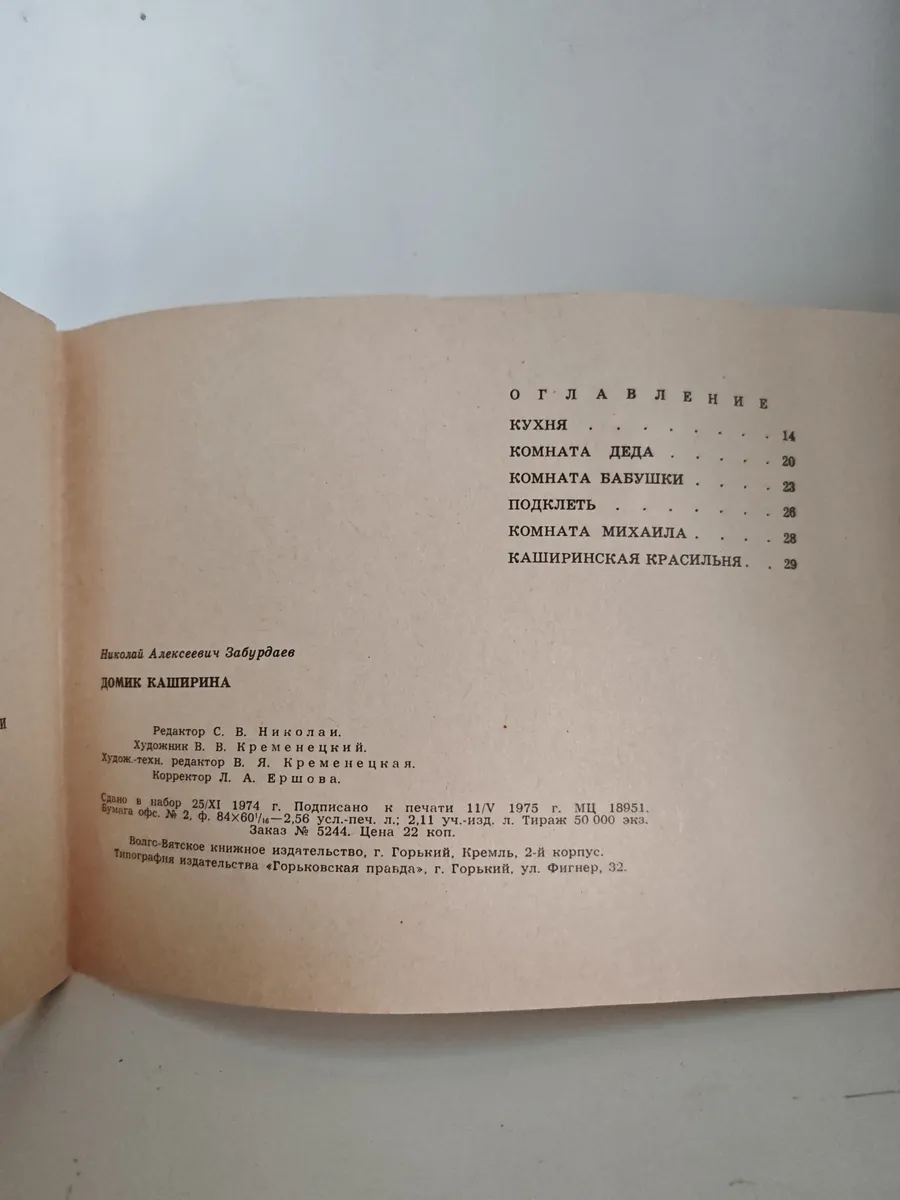 О Г Л А В Л Е Н И Е
КУХНЯ . . . . . . . . 14
КОМНАТА ДЕДА . . . . . 20
КОМНАТА БАБУШКИ . . . . 23
ПОДКЛЕТЬ . . . . . . . 26
КОМНАТА МИХАИЛА . . . . 28
КАШИРИНСКАЯ КРАСИЛЬНЯ . . 29
Николай Алексеевич Забурдаев
ДОМИК КАШИРИНА
И
Редактор С. В. Николаи.
Художник В. В. Кременецкий.
Худож.-техн. редактор В. Я. Кременецкая.
Корректор Л. А. Ершова.
Сдано в набор 25/XI 1974 г. Подписано к печати 11/V 1975 г. МЦ 18951.
Бумага офс. № 2, ф. 84×60¹/₁₆—2,56 усл.-печ. л.; 2,11 уч.-изд. л. Тираж 50 000 экз.
Заказ № 5244. Цена 22 коп.
Волго-Вятское книжное издательство, г. Горький, Кремль, 2-й корпус.
Типография издательства «Горьковская правда», г. Горький, ул. Фигнер, 32.